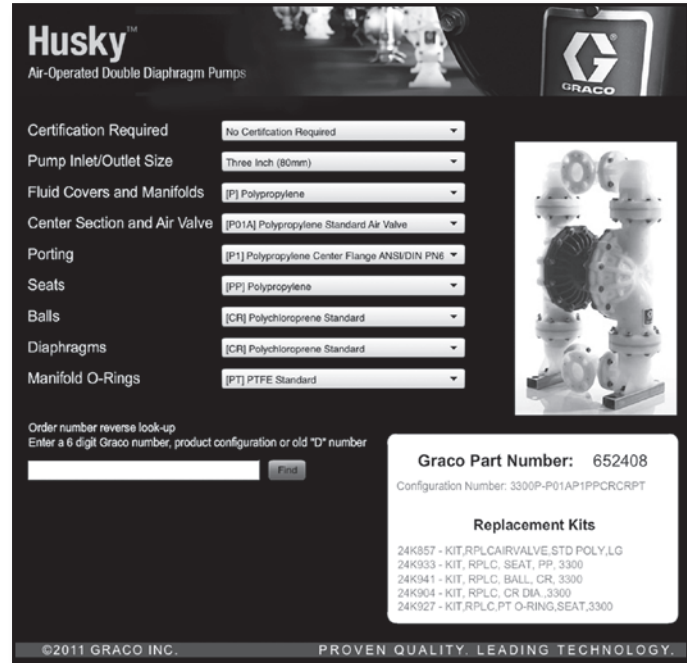 Husky™
Air-Operated Double Diaphragm Pumps
GRACO
Certification Required
No Certifcation Required
Pump Inlet/Outlet Size
Three Inch (80mm)
Fluid Covers and Manifolds
[P] Polypropylene
Center Section and Air Valve
[P01A] Polypropylene Standard Air Valve
Porting
[P1] Polypropylene Center Flange ANSI/DIN PN6
Seats
[PP] Polypropylene
Balls
[CR] Polychloroprene Standard
Diaphragms
[CR] Polychloroprene Standard
Manifold O-Rings
[PT] PTFE Standard
Order number reverse look-up
Enter a 6 digit Graco number, product configuration or old "D" number
Find
Graco Part Number: 652408
Configuration Number: 3300P-P01AP1PPCRCRPT
Replacement Kits
24K857 - KIT,RPLCAIRVALVE,STD POLY,LG
24K933 - KIT, RPLC, SEAT, PP, 3300
24K941 - KIT, RPLC, BALL, CR, 3300
24K904 - KIT, RPLC, CR DIA.,3300
24K927 - KIT,RPLC,PT O-RING,SEAT,3300
©2011 GRACO INC.
PROVEN QUALITY. LEADING TECHNOLOGY.